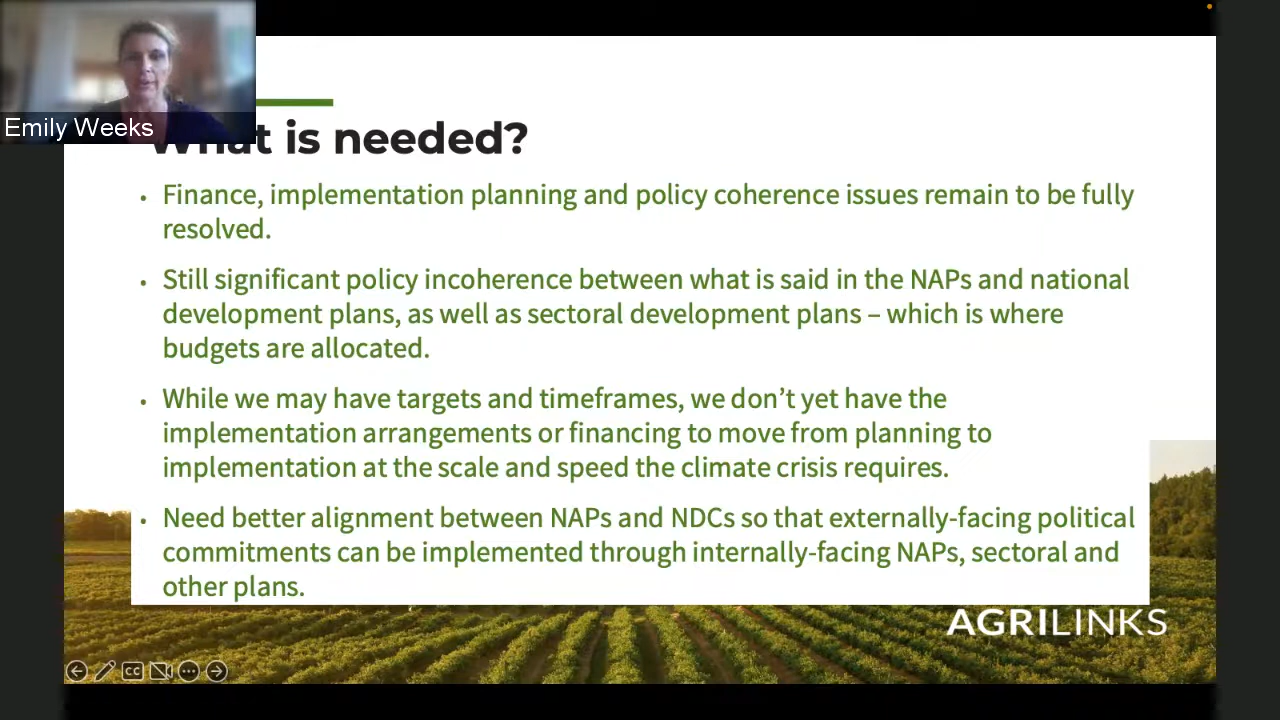 Emily Weeks
What is needed?
• Finance, implementation planning and policy coherence issues remain to be fully
resolved.
• Still significant policy incoherence between what is said in the NAPs and national
development plans, as well as sectoral development plans – which is where
budgets are allocated.
• While we may have targets and timeframes, we don’t yet have the
implementation arrangements or financing to move from planning to
implementation at the scale and speed the climate crisis requires.
• Need better alignment between NAPs and NDCs so that externally-facing political
commitments can be implemented through internally-facing NAPs, sectoral and
other plans.
AGRILINKS
CC